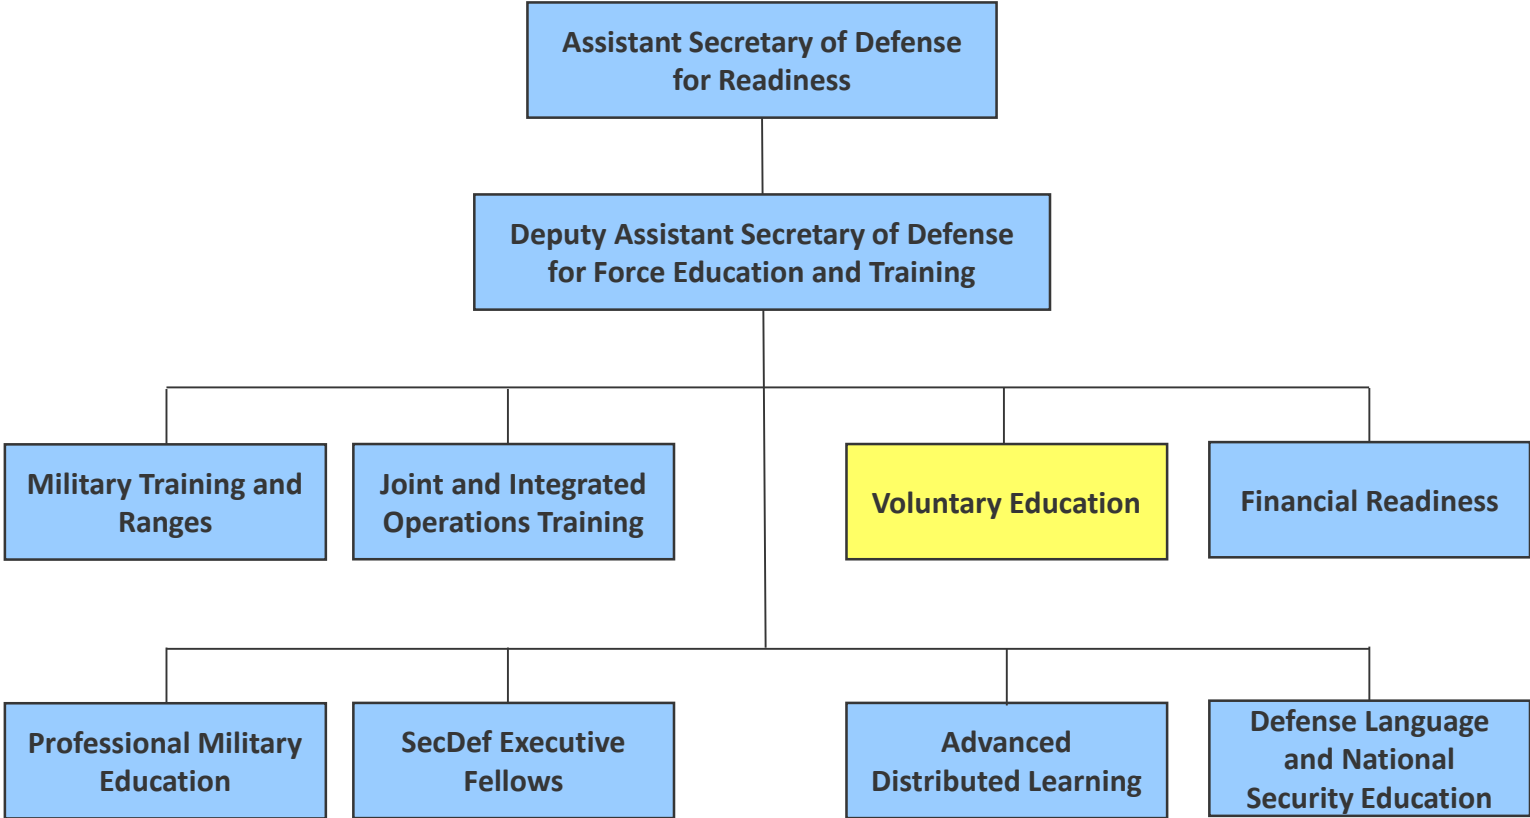 Assistant Secretary of Defense
for Readiness
Deputy Assistant Secretary of Defense
for Force Education and Training
Military Training and
Ranges
Joint and Integrated
Operations Training
Voluntary Education
Financial Readiness
Professional Military
Education
SecDef Executive
Fellows
Advanced
Distributed Learning
Defense Language
and National
Security Education